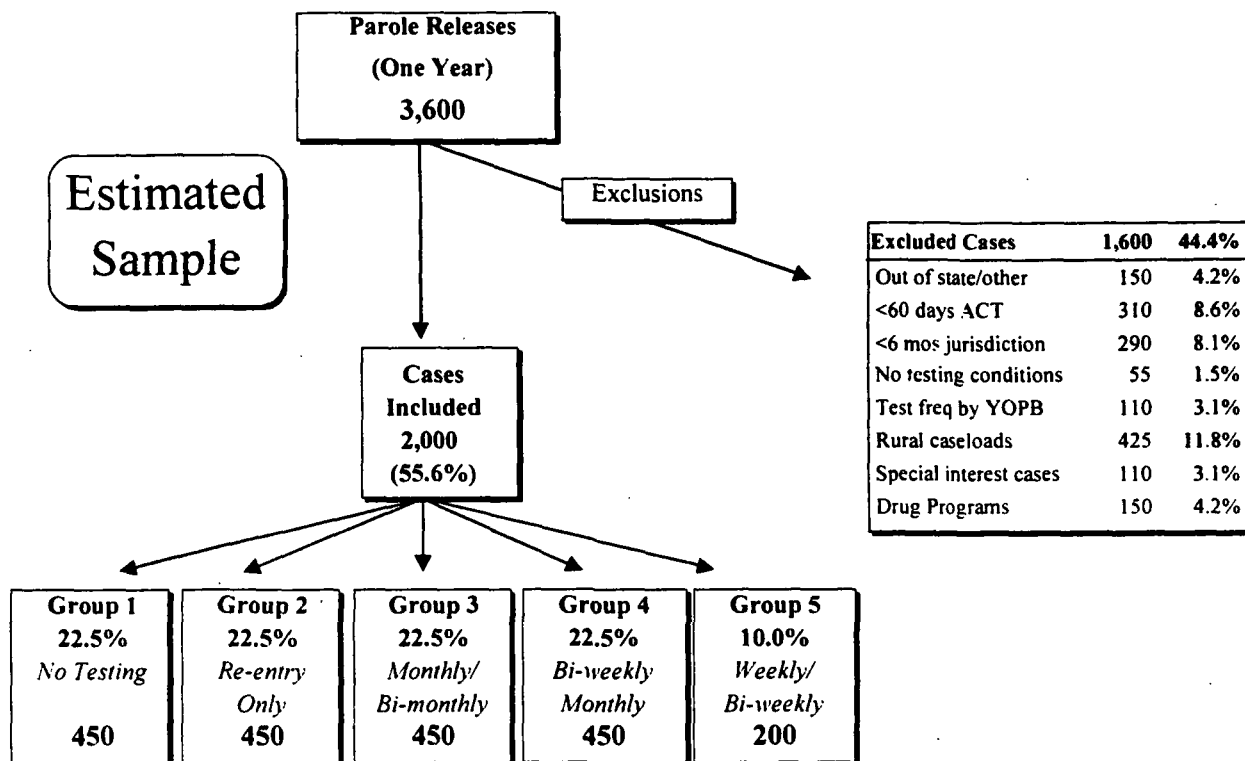 Parole Releases
(One Year)
3,600
Estimated
Sample
Exclusions
Excluded Cases 1,600 44.4%
Out of state/other 150 4.2%
<60 days ACT 310 8.6%
<6 mos jurisdiction 290 8.1%
No testing conditions 55 1.5%
Test freq by YOPB 110 3.1%
Rural caseloads 425 11.8%
Special interest cases 110 3.1%
Drug Programs 150 4.2%
Cases
Included
2,000
(55.6%)
Group 1
22.5%
No Testing
450
Group 2
22.5%
Re-entry
Only
450
Group 3
22.5%
Monthly/
Bi-monthly
450
Group 4
22.5%
Bi-weekly
Monthly
450
Group 5
10.0%
Weekly/
Bi-weekly
200